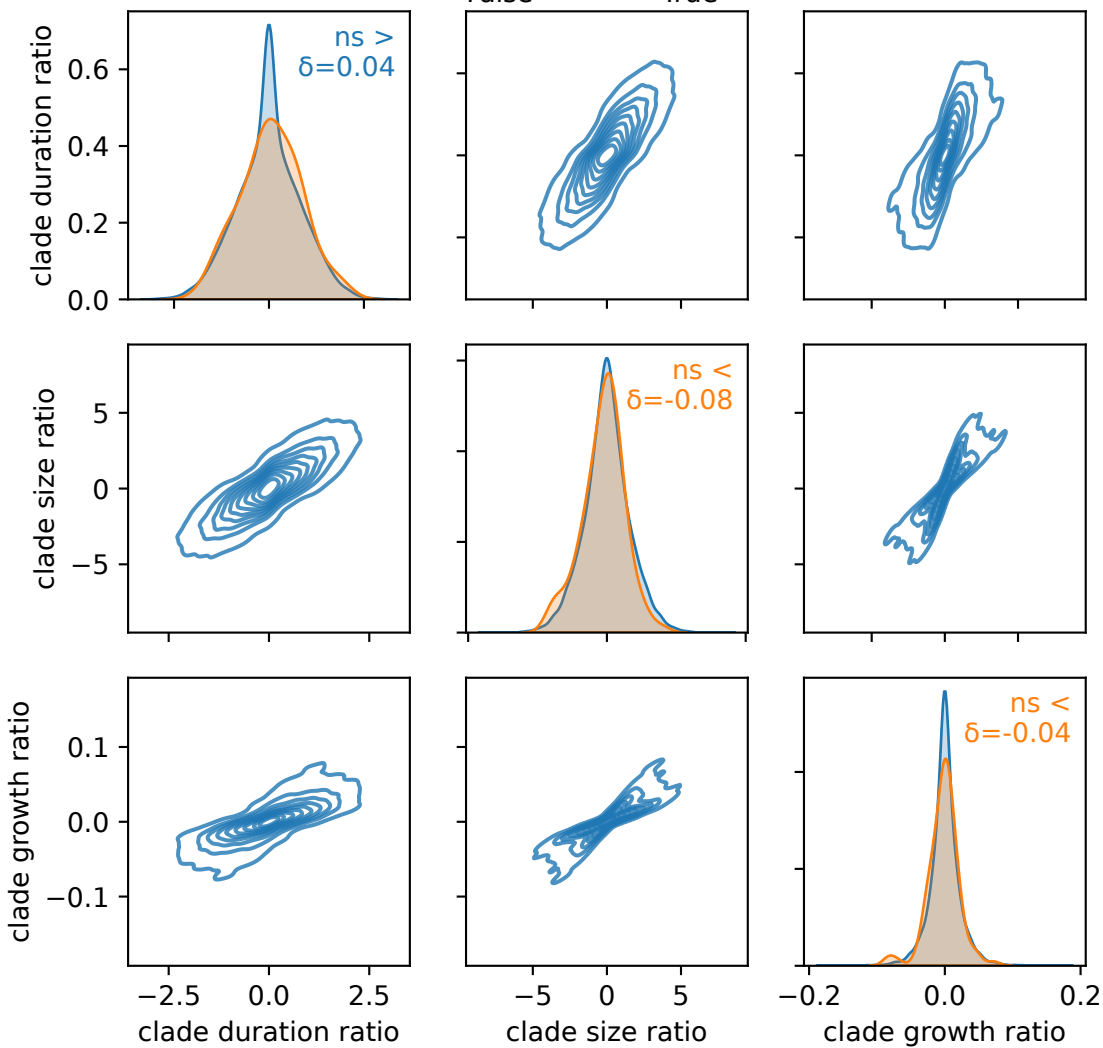 clade duration ratio
0.6
0.4
0.2
0.0
ns >
δ=0.04
clade size ratio
5
0
−5
ns <
δ=-0.08
clade growth ratio
0.1
0.0
−0.1
ns <
δ=-0.04
−2.5 0.0 2.5
−5 0 5
−0.2 0.0 0.2
clade duration ratio
clade size ratio
clade growth ratio